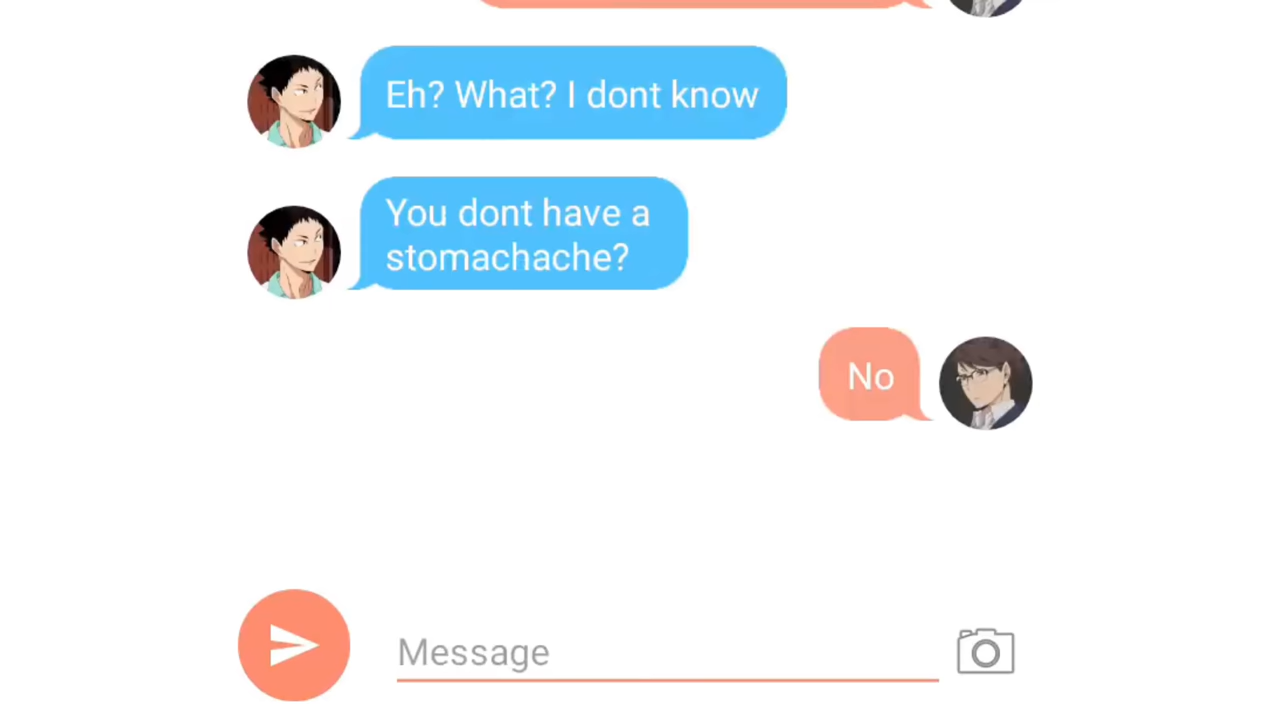 Eh? What? I dont know
You dont have a
stomachache?
No
Message